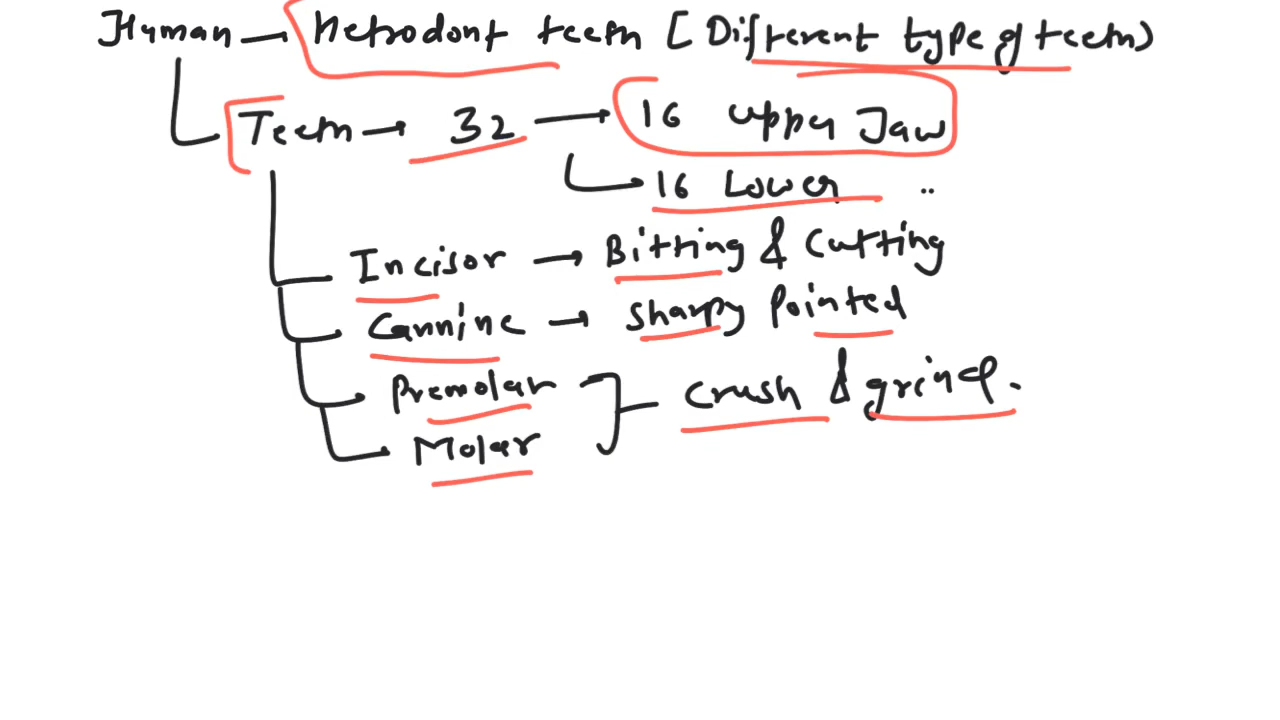 Human → Hetrodont teeth [Different type of teeth)
Teeth → 32 → 16 upper Jaw
→ 16 Lower ..
Incisor → Bitting & Cutting
Cannine → Sharpy Pointed
Premolar
Molar
] — Crush & grind.